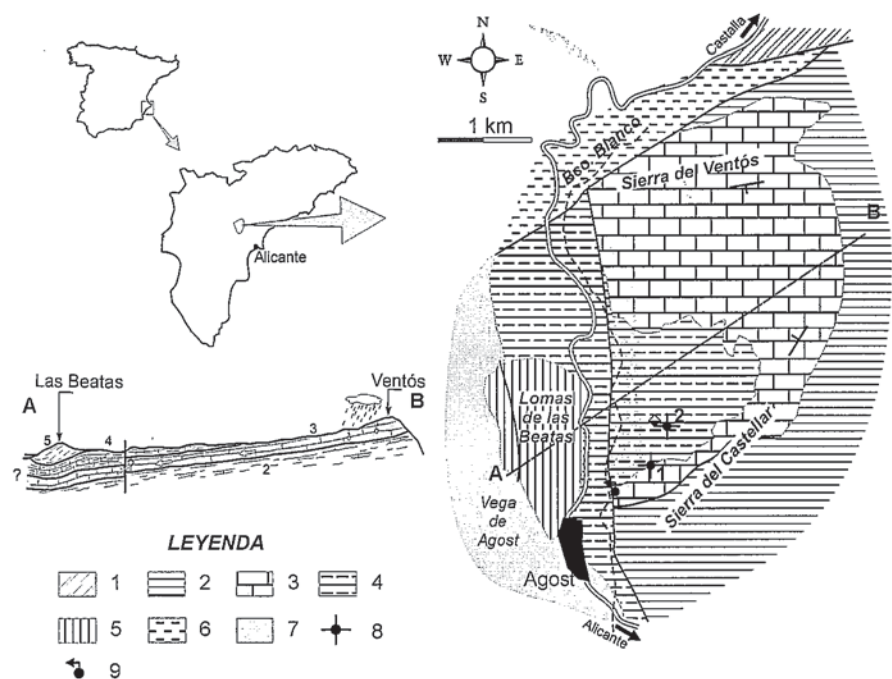 N
W E
S
1 km
Castalla
Bco. Blanco
Sierra del Ventós
B
Alicante
Las Beatas
A
Ventós
B
5
4
3
2
?
Lomas
de las
Beatas
2
1
A
Sierra del Castellar
Vega
de
Agost
Agost
Alicante
LEYENDA
1 2 3 4
5 6 7 8
9